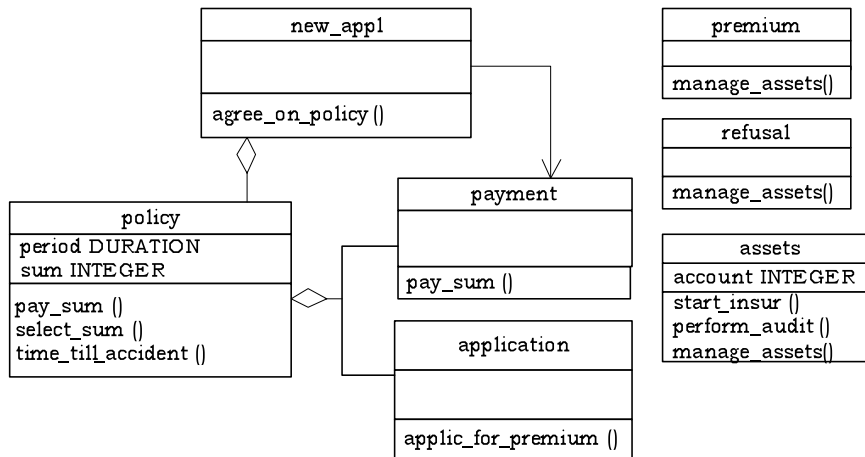 new_appl
agree_on_policy ()
policy
period DURATION
sum INTEGER
pay_sum ()
select_sum ()
time_till_accident ()
payment
pay_sum ()
application
applic_for_premium ()
premium
manage_assets()
refusal
manage_assets()
assets
account INTEGER
start_insur ()
perform_audit ()
manage_assets()